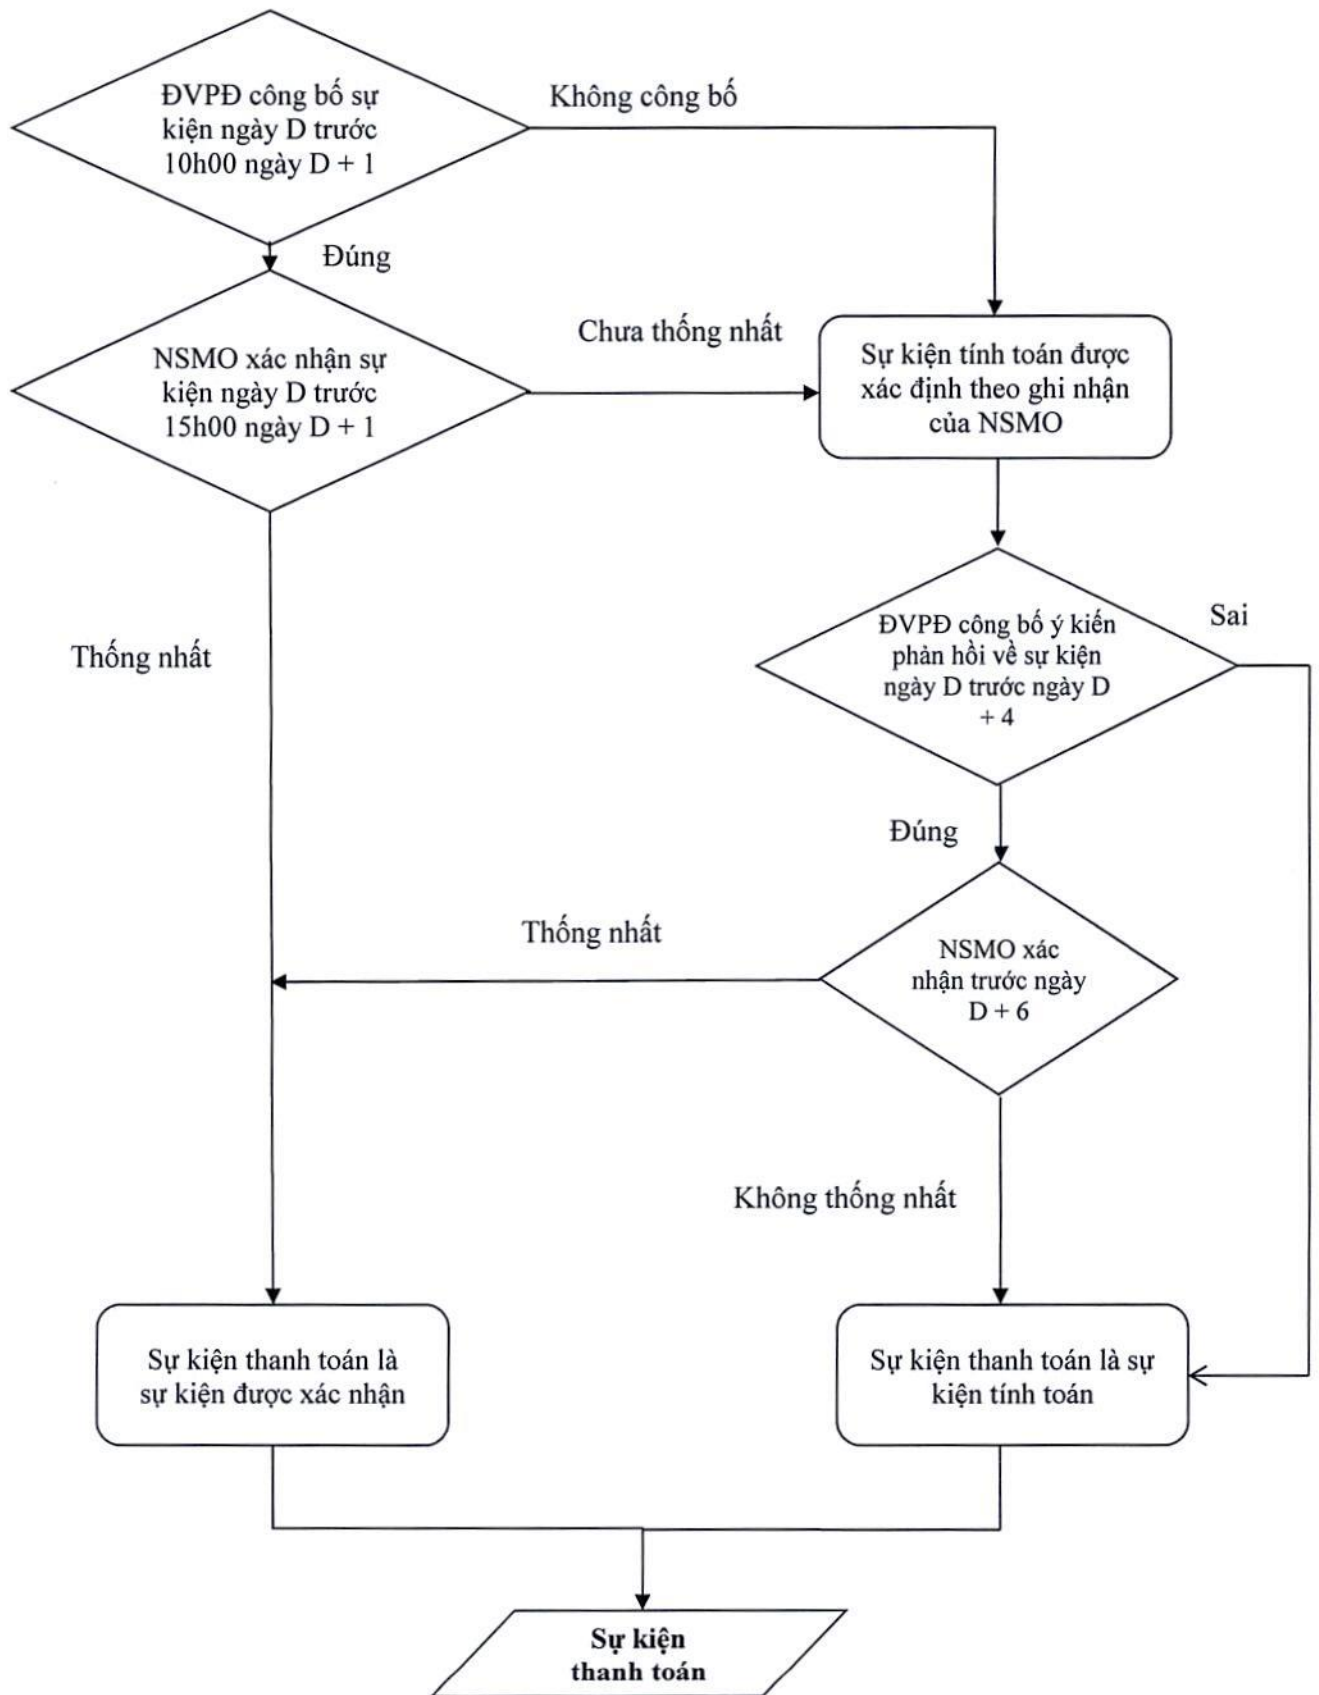 ĐVPĐ công bố sự
kiện ngày D trước
10h00 ngày D + 1
Không công bố
Đúng
NSMO xác nhận sự
kiện ngày D trước
15h00 ngày D + 1
Chưa thống nhất
Sự kiện tính toán được
xác định theo ghi nhận
của NSMO
Thống nhất
ĐVPĐ công bố ý kiến
phản hồi về sự kiện
ngày D trước ngày D
+ 4
Sai
Đúng
Thống nhất
NSMO xác
nhận trước ngày
D + 6
Không thống nhất
Sự kiện thanh toán là
sự kiện được xác nhận
Sự kiện thanh toán là sự
kiện tính toán
Sự kiện
thanh toán